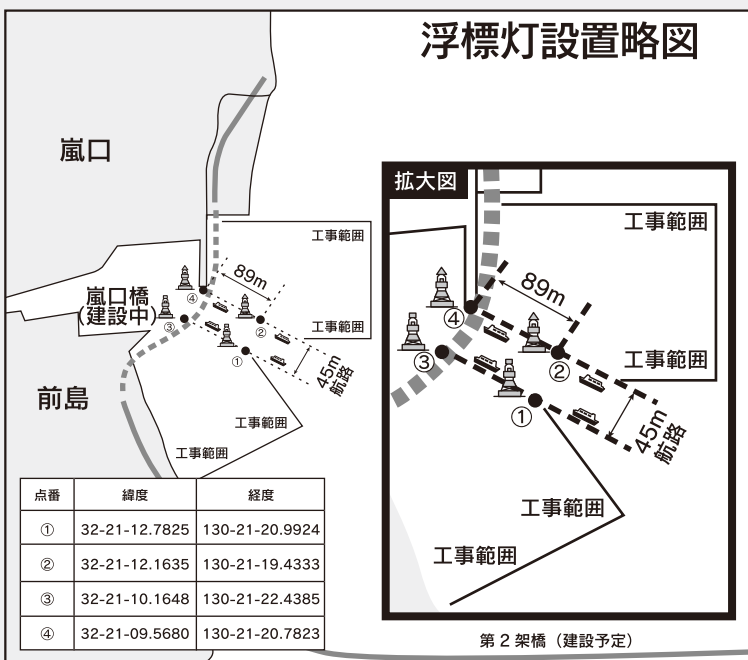 浮標灯設置略図
嵐口
工事範囲
89m
嵐口橋
(建設中)
④
③
②
①
工事範囲
45m
航路
前島
工事範囲
工事範囲
拡大図
工事範囲
89m
④
③
②
①
工事範囲
45m
航路
工事範囲
工事範囲
点番 緯度 経度
① 32-21-12.7825 130-21-20.9924
② 32-21-12.1635 130-21-19.4333
③ 32-21-10.1648 130-21-22.4385
④ 32-21-09.5680 130-21-20.7823
第2架橋（建設予定）